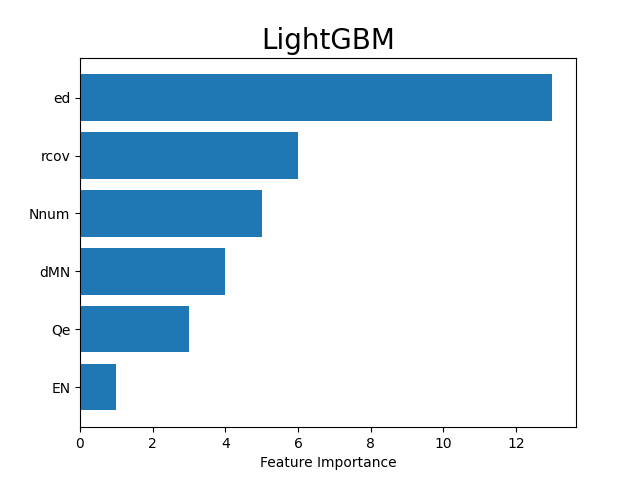 LightGBM
ed
rcov
Nnum
dMN
Qe
EN
0 2 4 6 8 10 12
Feature Importance